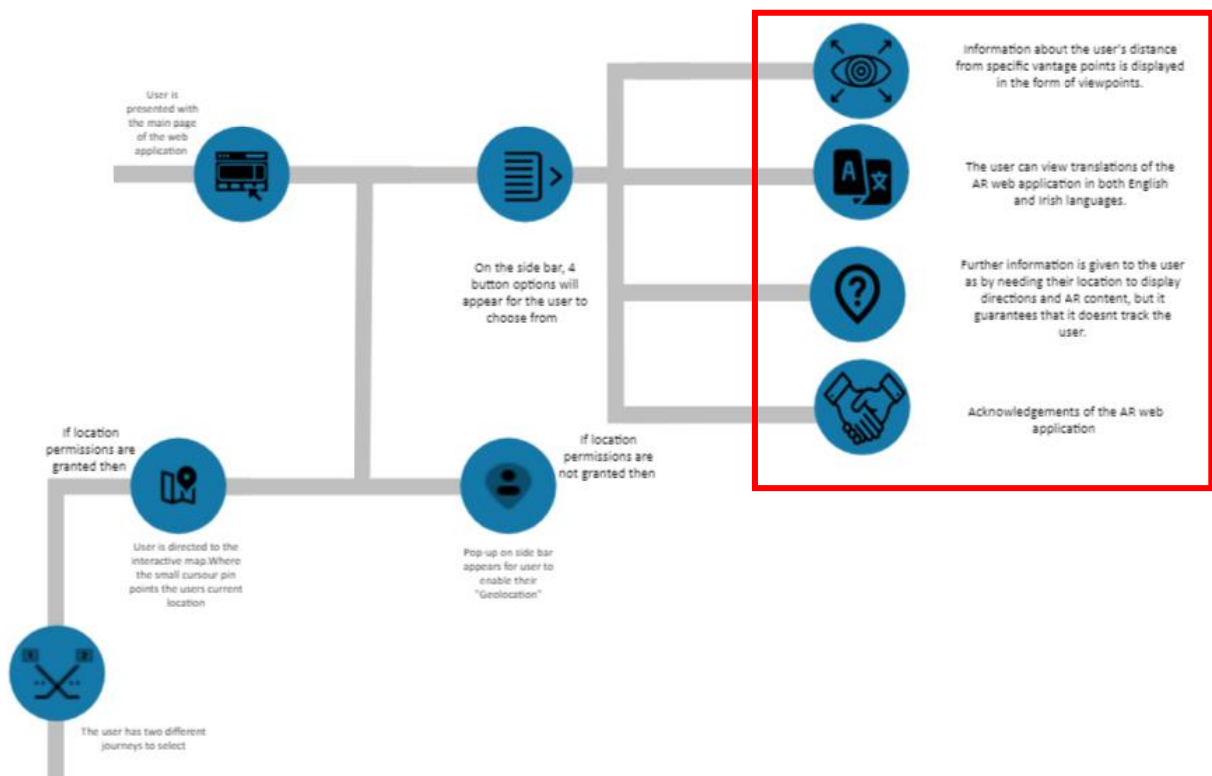 User is
presented with
the main page
of the web
application
On the side bar, 4
button options will
appear for the user to
choose from
Information about the user's distance
from specific vantage points is displayed
in the form of viewpoints.
A
文
The user can view translations of the
AR web application in both English
and Irish languages.
?
Further information is given to the user
as by needing their location to display
directions and AR content, but it
guarantees that it doesnt track the
user.
Acknowledgements of the AR web
application
If location
permissions are
granted then
User is directed to the
interactive map.Where
the small cursour pin
points the users current
location
If location
permissions are
not granted then
Pop-up on side bar
appears for user to
enable their
"Geolocation"
1 2
The user has two different
journeys to select